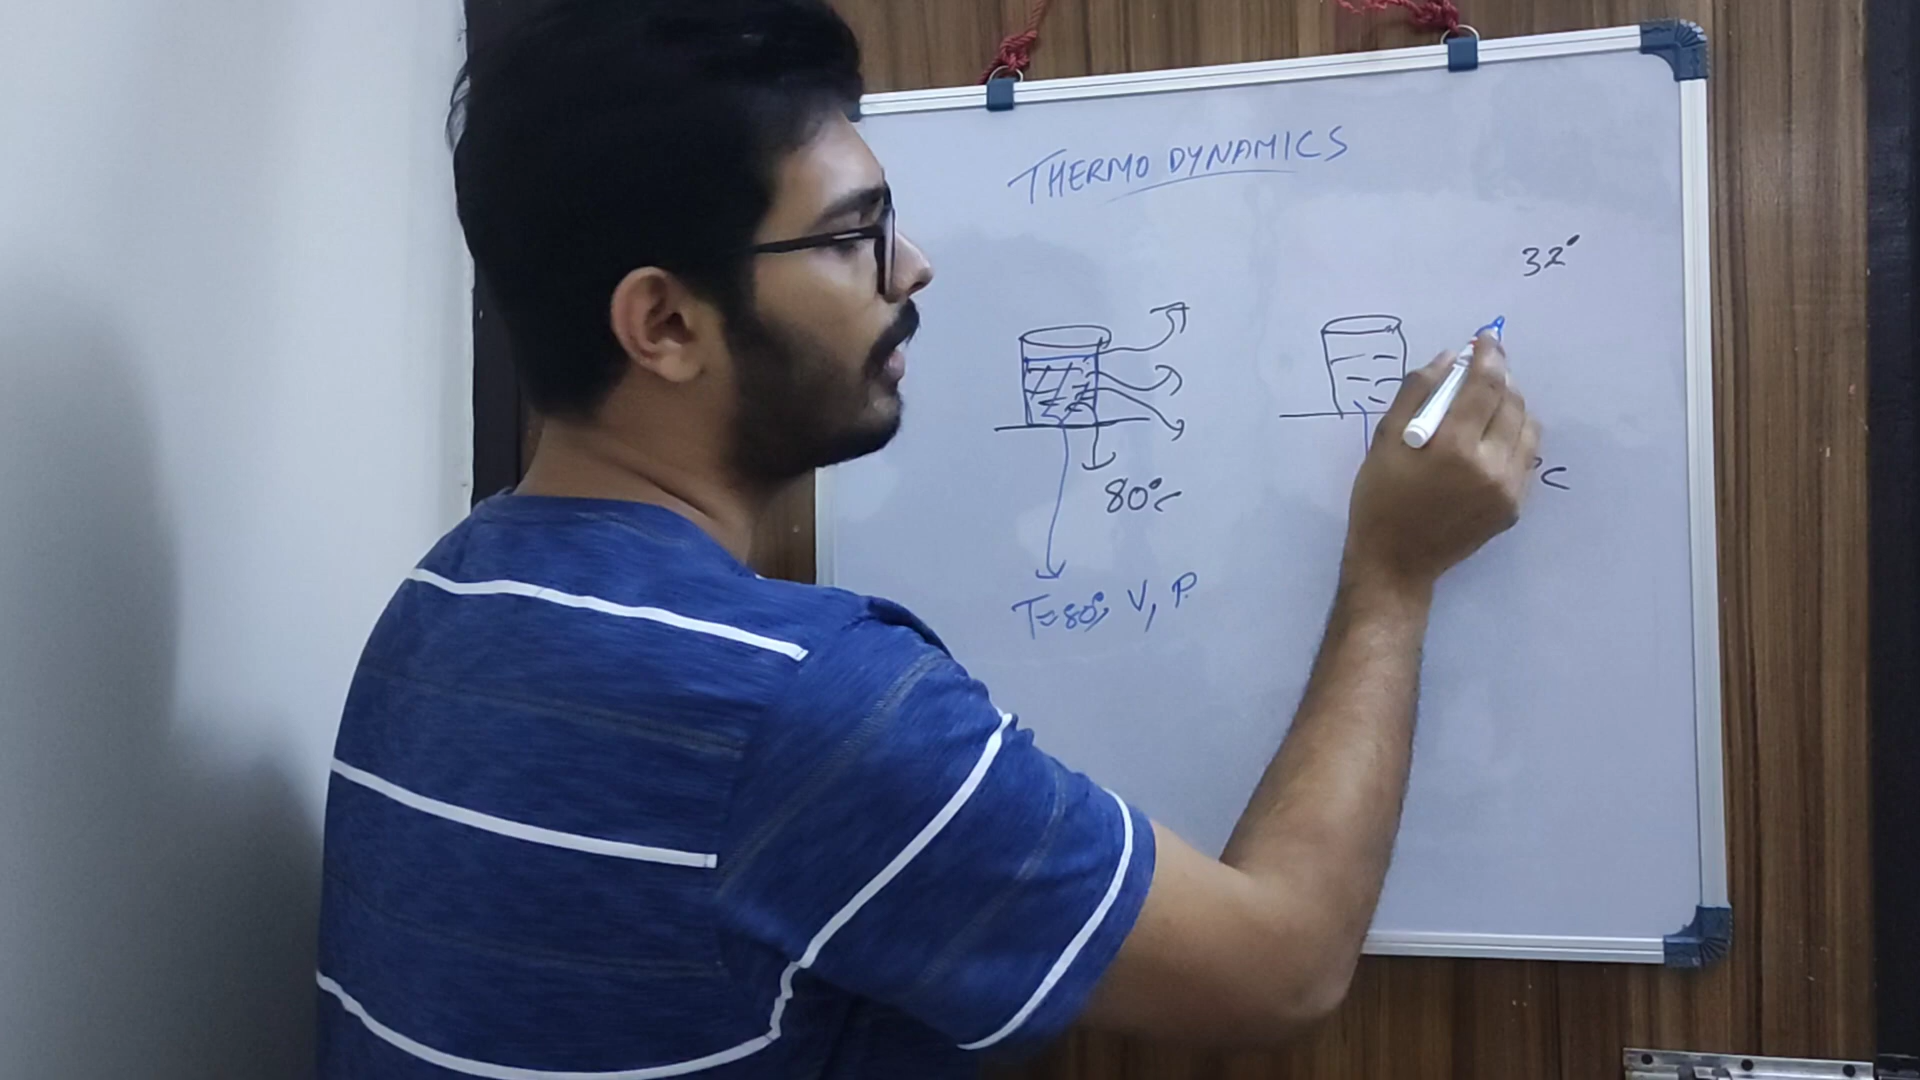 THERMO DYNAMICS
32°
80°c
°C
T=80°, V, P.